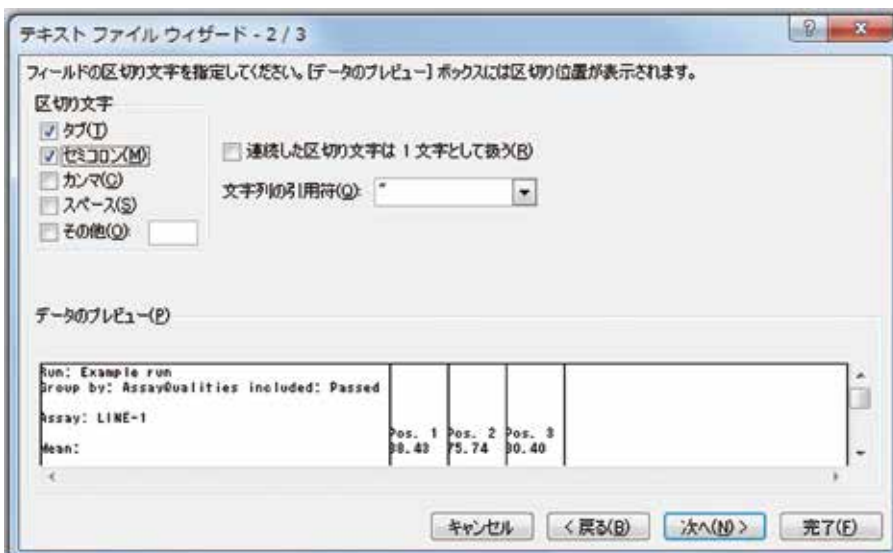 テキスト ファイル ウィザード - 2 / 3
フィールドの区切り文字を指定してください。[データのプレビュー] ボックスには区切り位置が表示されます。
区切り文字
タブ(T)
セミコロン(M)
カンマ(C)
スペース(S)
その他(O):
連続した区切り文字は 1 文字として扱う(R)
文字列の引用符(Q): "
データのプレビュー(P)
Run: Example run
Group by: AssayQualities included: Passed
Assay: LINE-1
Pos. 1 Pos. 2 Pos. 3
Mean: 38.43 75.74 30.40
キャンセル < 戻る(B) 次へ(N) > 完了(F)